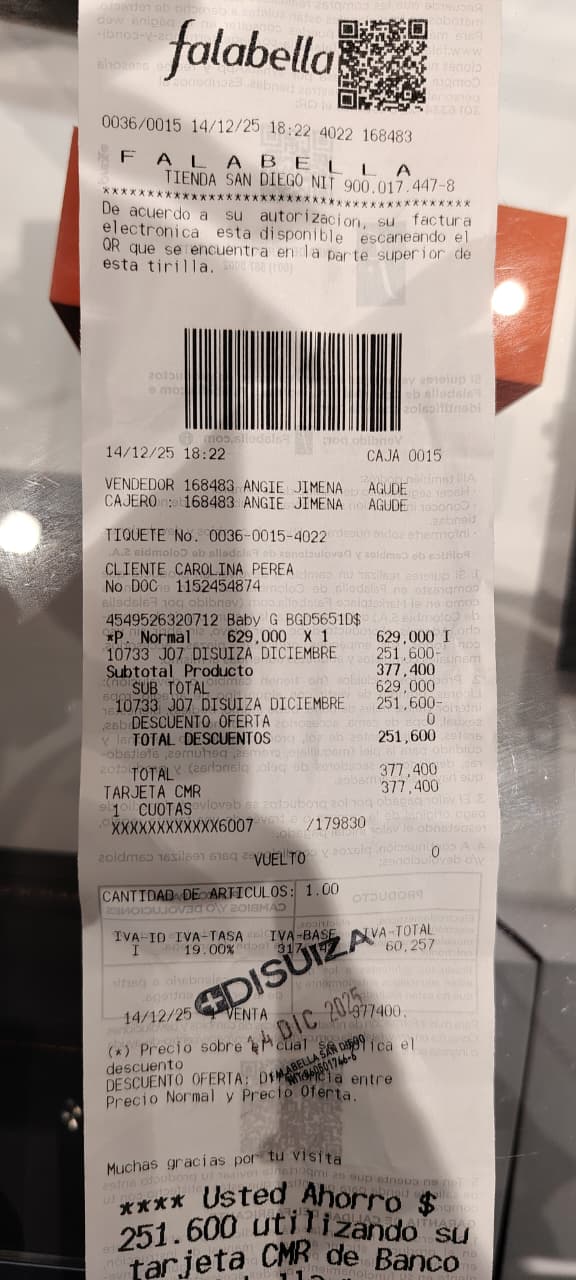 falabella
0036/0015 14/12/25 18:22 4022 168483
F A L A B E L L A
TIENDA SAN DIEGO NIT 900.017.447-8
****************************************
De acuerdo a su autorizacion, su factura
electronica esta disponible escaneando el
QR que se encuentra en la parte superior de
esta tirilla.
14/12/25 18:22 CAJA 0015
VENDEDOR 168483 ANGIE JIMENA AGUDE
CAJERO : 168483 ANGIE JIMENA AGUDE
TIQUETE No. 0036-0015-4022
CLIENTE CAROLINA PEREA
No DOC 1152454874
4549526320712 Baby G BGD5651D$
*P. Normal 629,000 X 1 629,000 I
10733 J07 DISUIZA DICIEMBRE 251,600-
Subtotal Producto 377,400
SUB TOTAL 629,000
10733 J07 DISUIZA DICIEMBRE 251,600-
DESCUENTO OFERTA 0
TOTAL DESCUENTOS 251,600
TOTAL 377,400
TARJETA CMR 377,400
1 CUOTAS
XXXXXXXXXXXX6007 /179830
VUELTO 0
CANTIDAD DE ARTICULOS: 1.00
IVA-ID IVA-TASA IVA-BASE IVA-TOTAL
I 19.00% 60,257
DISUIZA
14/12/25 VENTA 377400.
14 DIC 2025
(*) Precio sobre el cual se aplica el
descuento
FALABELLA SAN DIEGO
DESCUENTO OFERTA: Diferencia entre
Precio Normal y Precio Oferta.
Muchas gracias por tu visita
**** Usted Ahorro $
251.600 utilizando su
tarjeta CMR de Banco